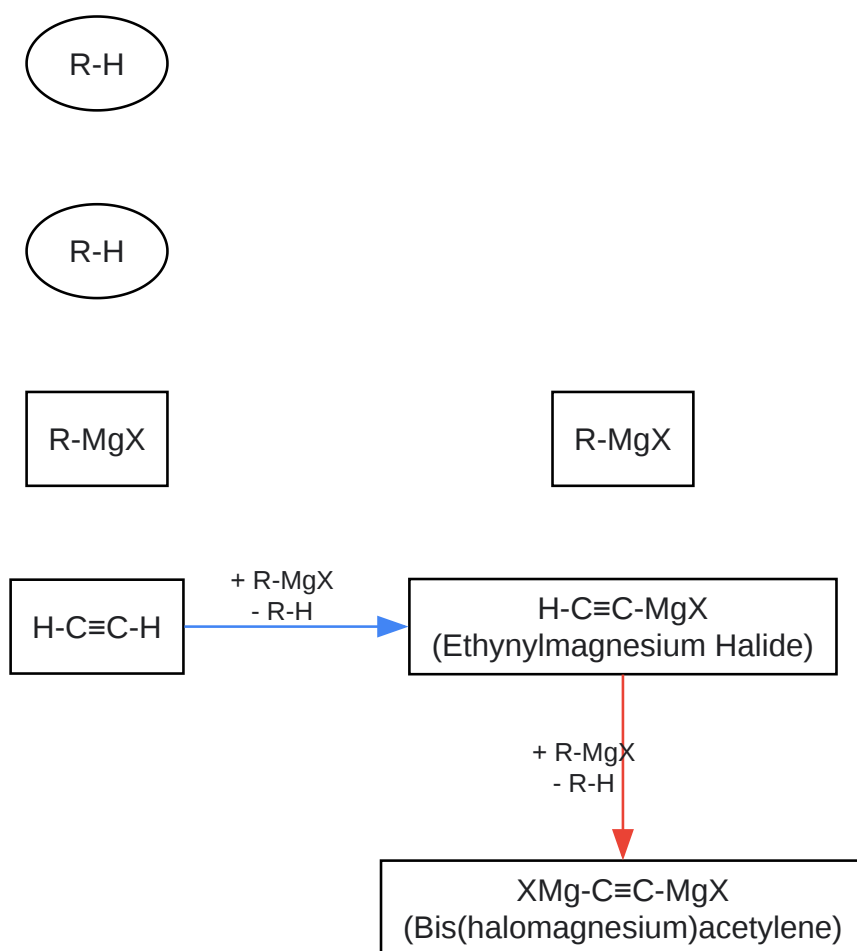 R-H
R-H
R-MgX
R-MgX
H-C≡C-H
+ R-MgX
- R-H
H-C≡C-MgX
(Ethynylmagnesium Halide)
+ R-MgX
- R-H
XMg-C≡C-MgX
(Bis(halomagnesium)acetylene)